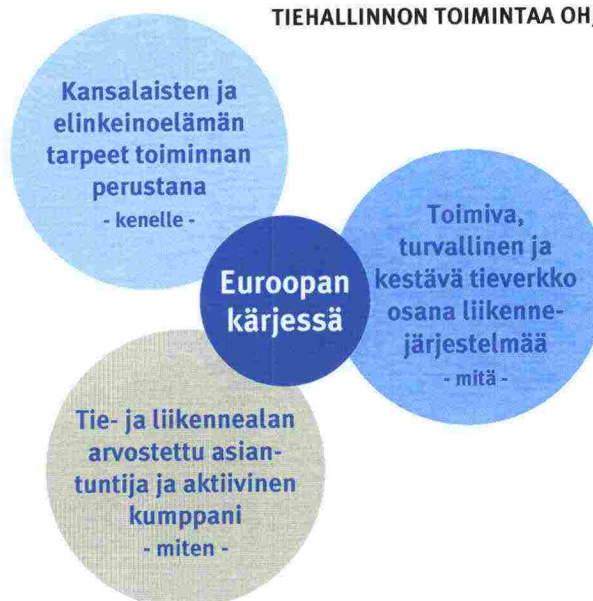 TIEHALLINNON TOIMINTAA
Kansalaisten ja
elinkeinoelämän
tarpeet toiminnan
perustana
- kenelle -
Toimiva,
turvallinen ja
kestävä tieverkko
osana liikenne-
järjestelmää
- mitä -
Euroopan
kärjessä
Tie- ja liikennealan
arvostettu asian-
tuntija ja aktiivinen
kumppani
- miten -